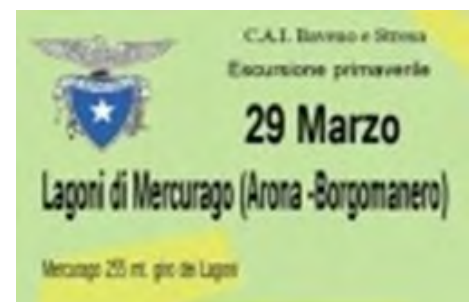 C.A.I. Baveno e Stresa
Escursione primaverile
29 Marzo
Lagoni di Mercurago (Arona -Borgomanero)
Mercurago 255 mt. giro dei Lagoni